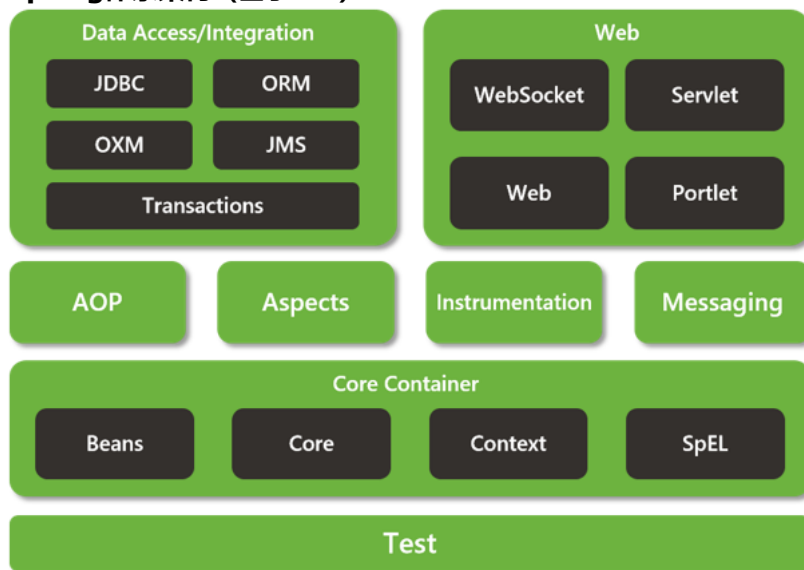 Data Access/Integration
JDBC ORM
OXM JMS
Transactions
Web
WebSocket Servlet
Web Portlet
AOP Aspects Instrumentation Messaging
Core Container
Beans Core Context SpEL
Test